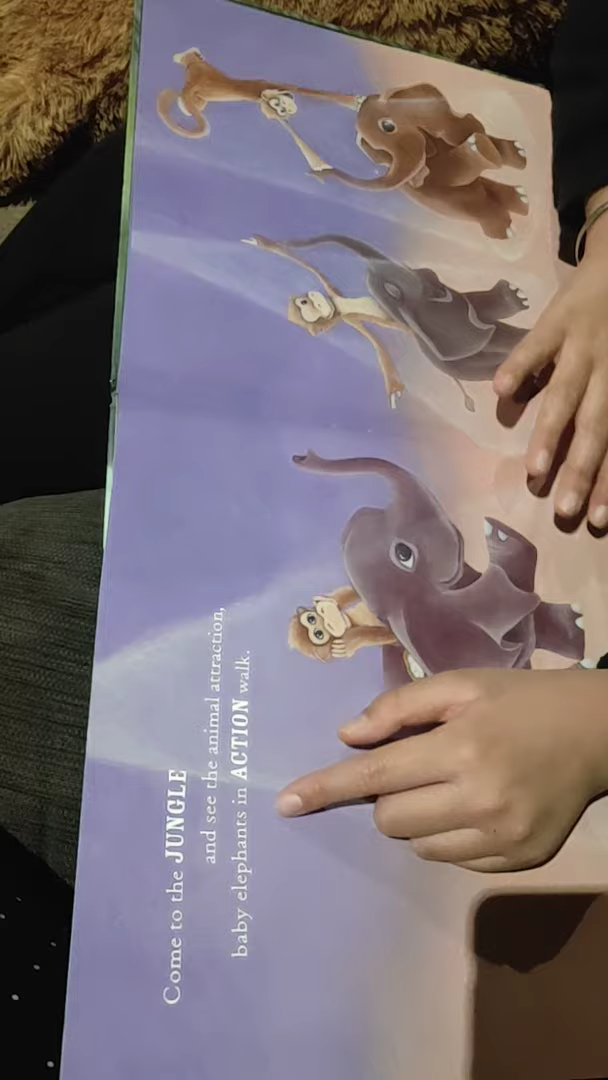 Come to the JUNGLE
and see the animal attraction,
baby elephants in ACTION walk.